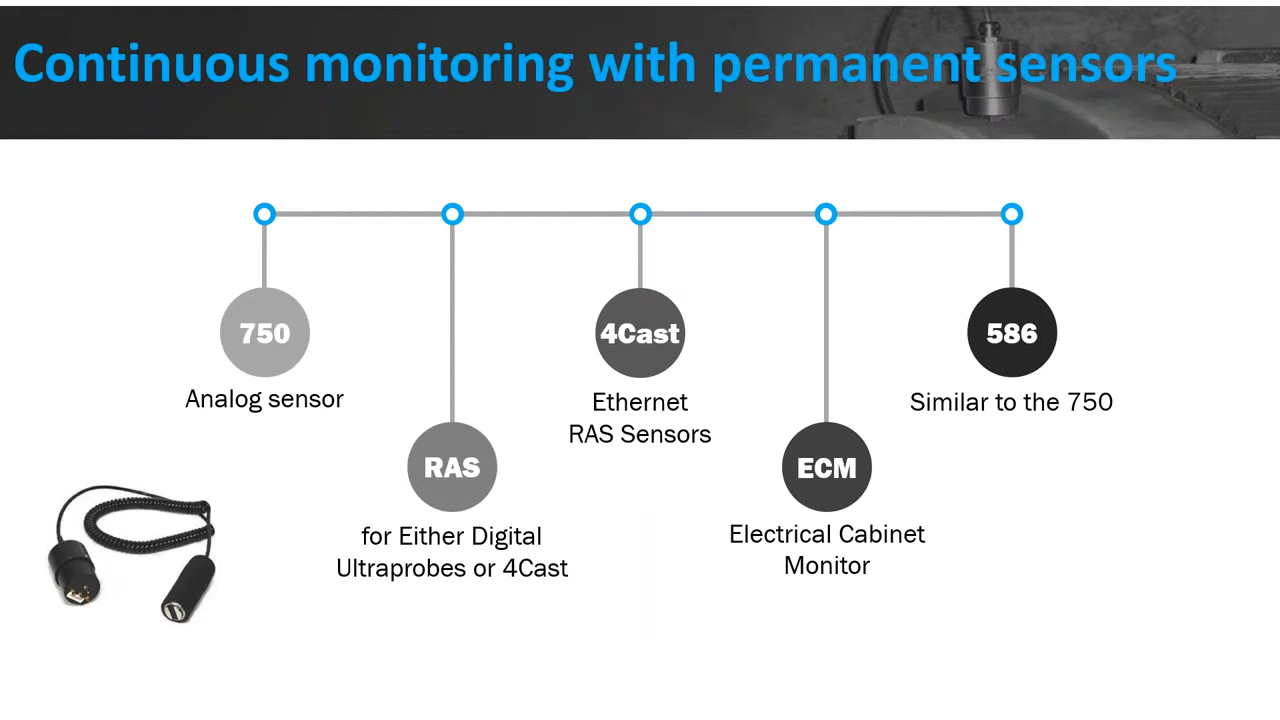 Continuous monitoring with permanent sensors
750
Analog sensor
RAS
for Either Digital
Ultraprobes or 4Cast
4Cast
Ethernet
RAS Sensors
ECM
Electrical Cabinet
Monitor
586
Similar to the 750